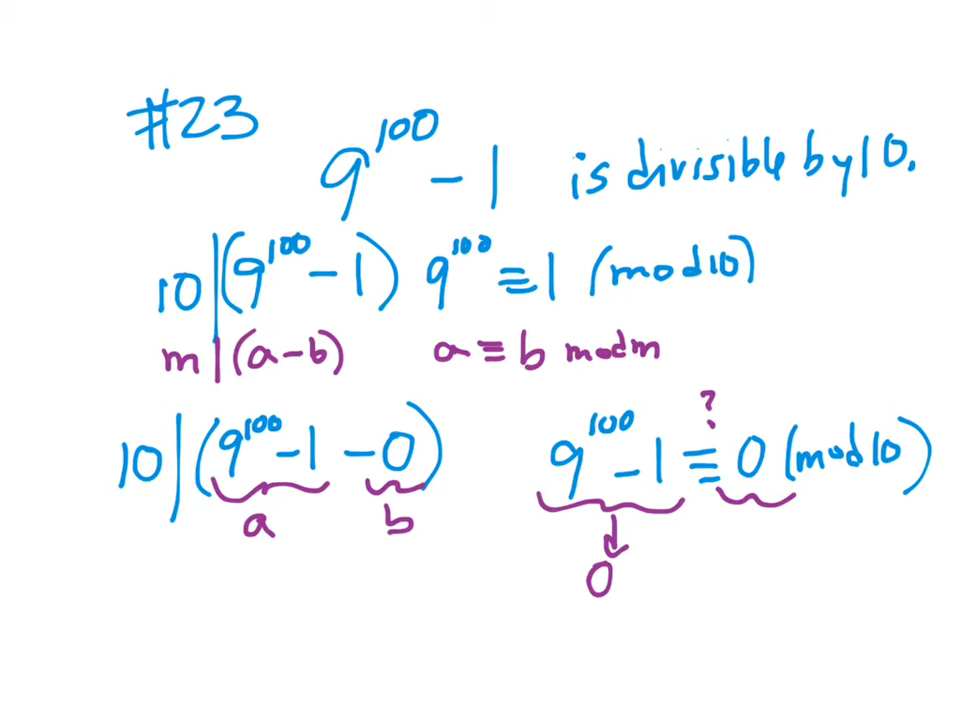 #23
9^100 - 1 is divisible by 10.
10|(9^100 - 1) 9^100 ≡ 1 (mod 10)
m|(a-b) a ≡ b mod m
?
10|(9^100 - 1 - 0) 9^100 - 1 ≡ 0 (mod 10)
a b
↓
0